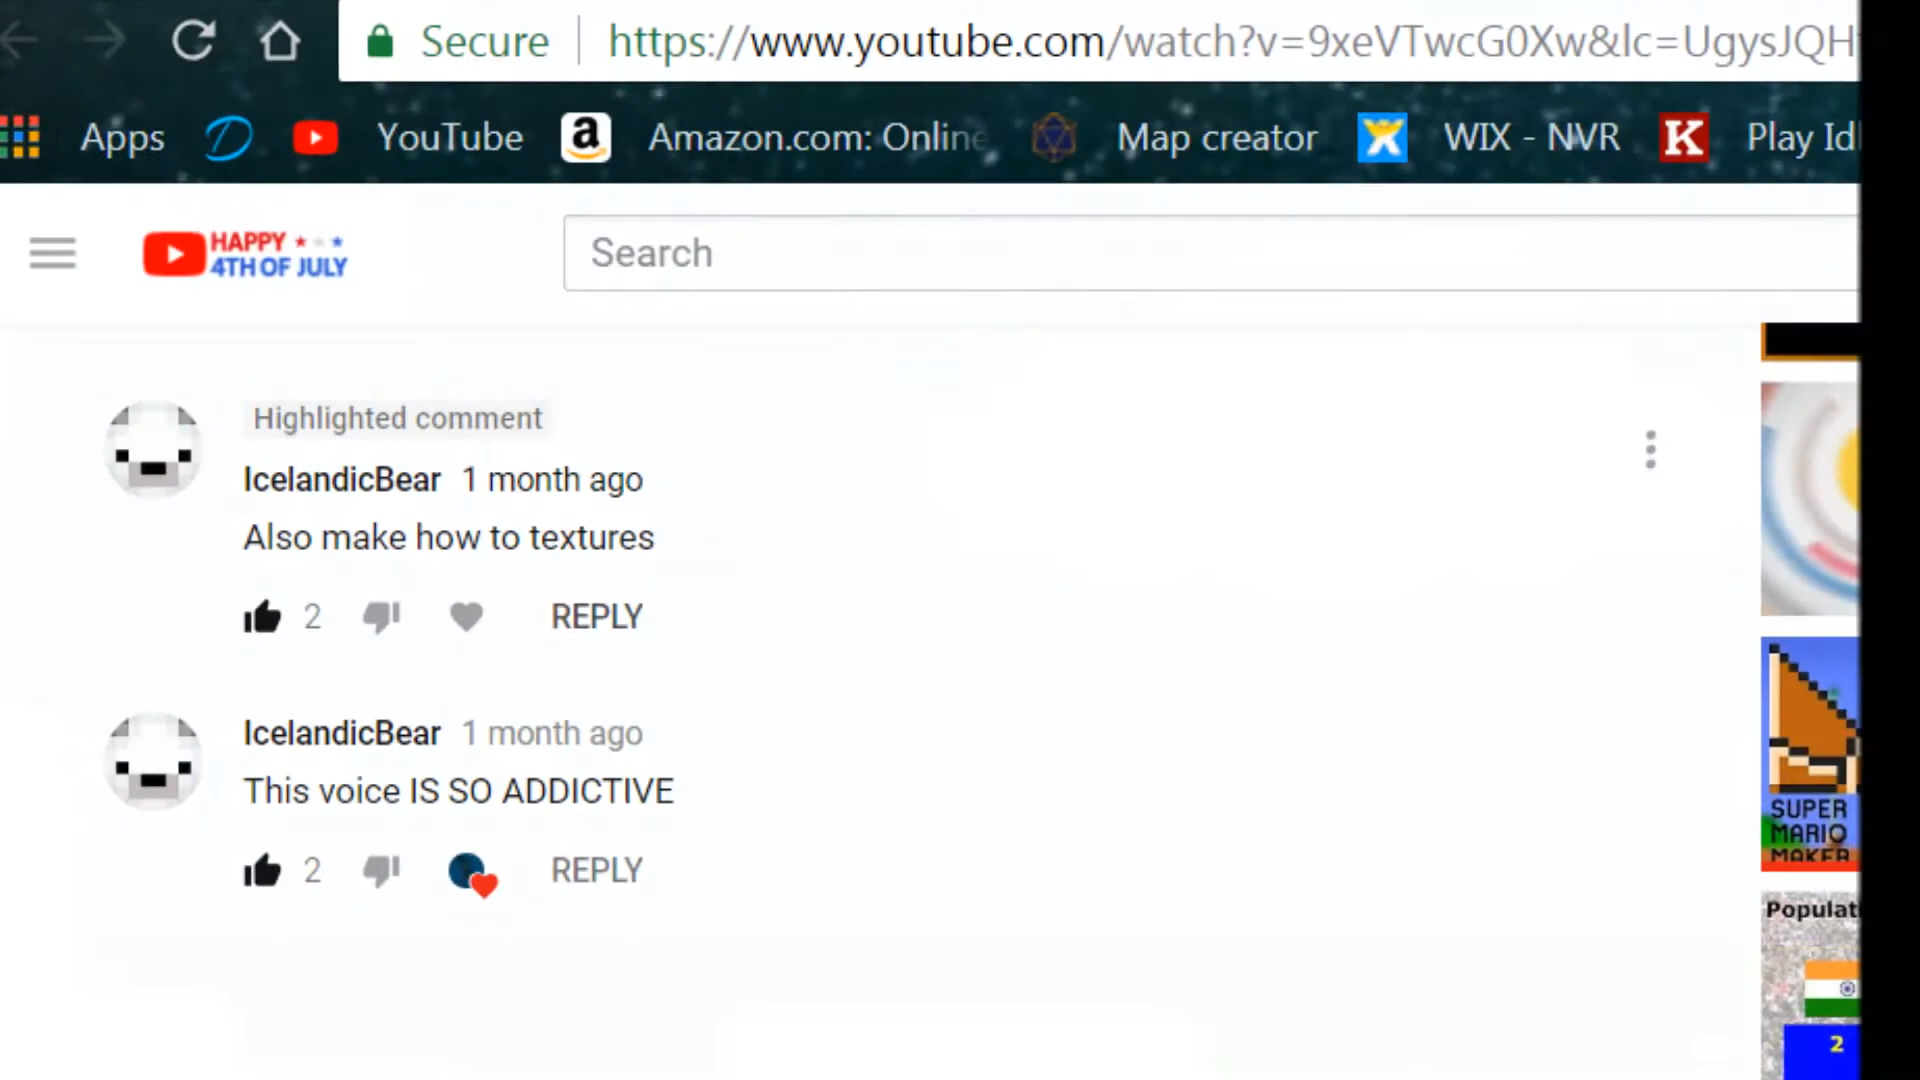 Secure https://www.youtube.com/watch?v=9xeVTwcG0Xw&lc=UgysJQH
Apps YouTube a Amazon.com: Online Map creator WIX - NVR K Play Idl
HAPPY
4TH OF JULY
Search
Highlighted comment
IcelandicBear 1 month ago
Also make how to textures
2 REPLY
IcelandicBear 1 month ago
This voice IS SO ADDICTIVE
2 REPLY
SUPER
MARIO
MAKER
Populat
2